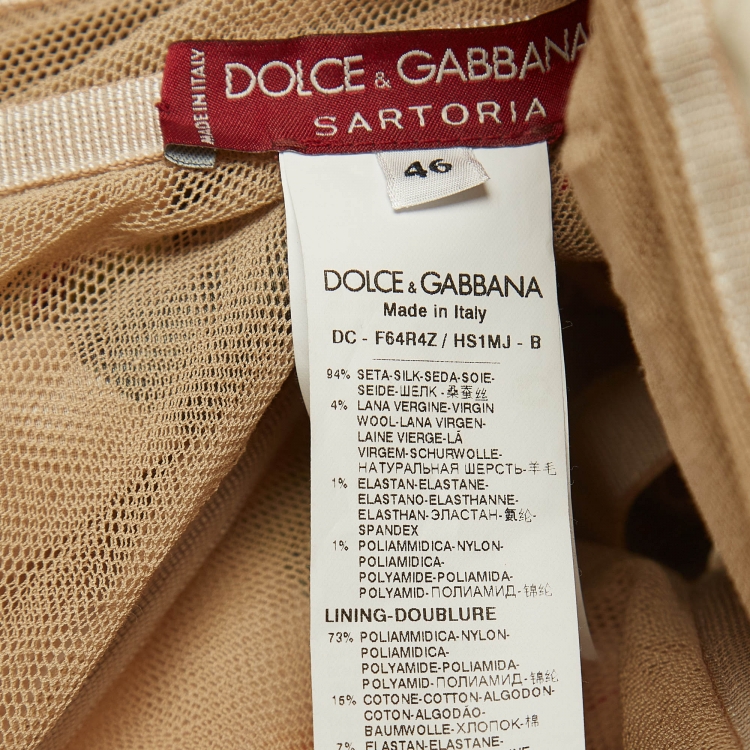 MADE IN ITALY
DOLCE & GABBANA
SARTORIA
46
DOLCE & GABBANA
Made in Italy
DC - F64R4Z / HS1MJ - B
94% SETA-SILK-SEDA-SOIE-
SEIDE-ШЕЛК-桑蚕丝
4% LANA VERGINE-VIRGIN
WOOL-LANA VIRGEN-
LAINE VIERGE-LÃ
VIRGEM-SCHURWOLLE-
НАТУРАЛЬНАЯ ШЕРСТЬ-羊毛
1% ELASTAN-ELASTANE-
ELASTANO-ELASTHANNE-
ELASTHAN-ЭЛАСТАН-氨纶-
SPANDEX
1% POLIAMMIDICA-NYLON-
POLIAMIDICA-
POLYAMIDE-POLIAMIDA-
POLYAMID-ПОЛИАМИД-锦纶
LINING-DOUBLURE
73% POLIAMMIDICA-NYLON-
POLIAMIDICA-
POLYAMIDE-POLIAMIDA-
POLYAMID-ПОЛИАМИД-锦纶
15% COTONE-COTTON-ALGODON-
COTON-ALGODÃO-
BAUMWOLLE-ХЛОПОК-棉
7% ELASTAN-ELASTANE-